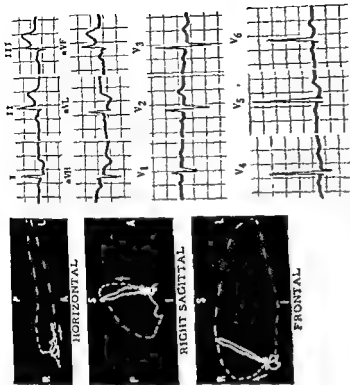 P
R L
A
HORIZONTAL
S
P A
I
RIGHT SAGITTAL
S
R L
I
FRONTAL
I II III
aVR aVL aVF
V1 V2 V3
V4 V5 V6